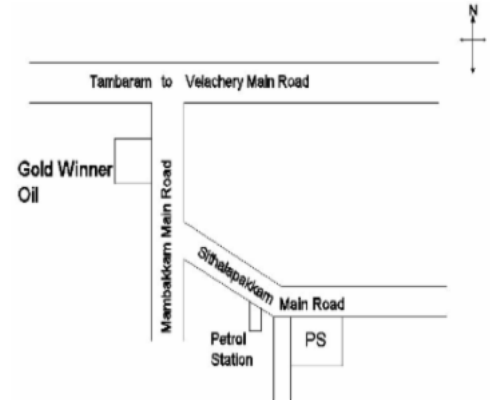 N
Tambaram to Velachery Main Road
Gold Winner
Oil
Mambakkam Main Road
Sithalapakkam Main Road
Petrol
Station
PS